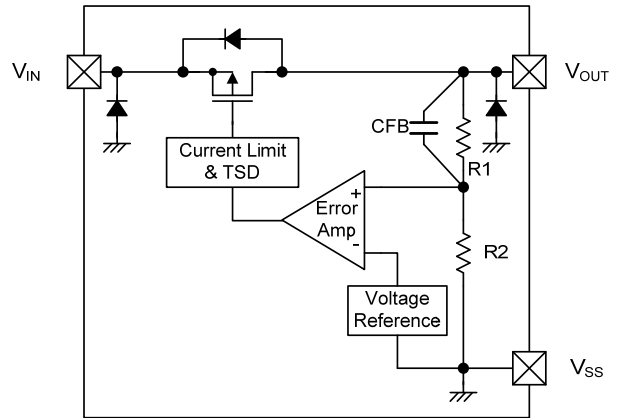 VIN
VOUT
CFB
R1
Current Limit
& TSD
+
Error
Amp
-
R2
Voltage
Reference
VSS